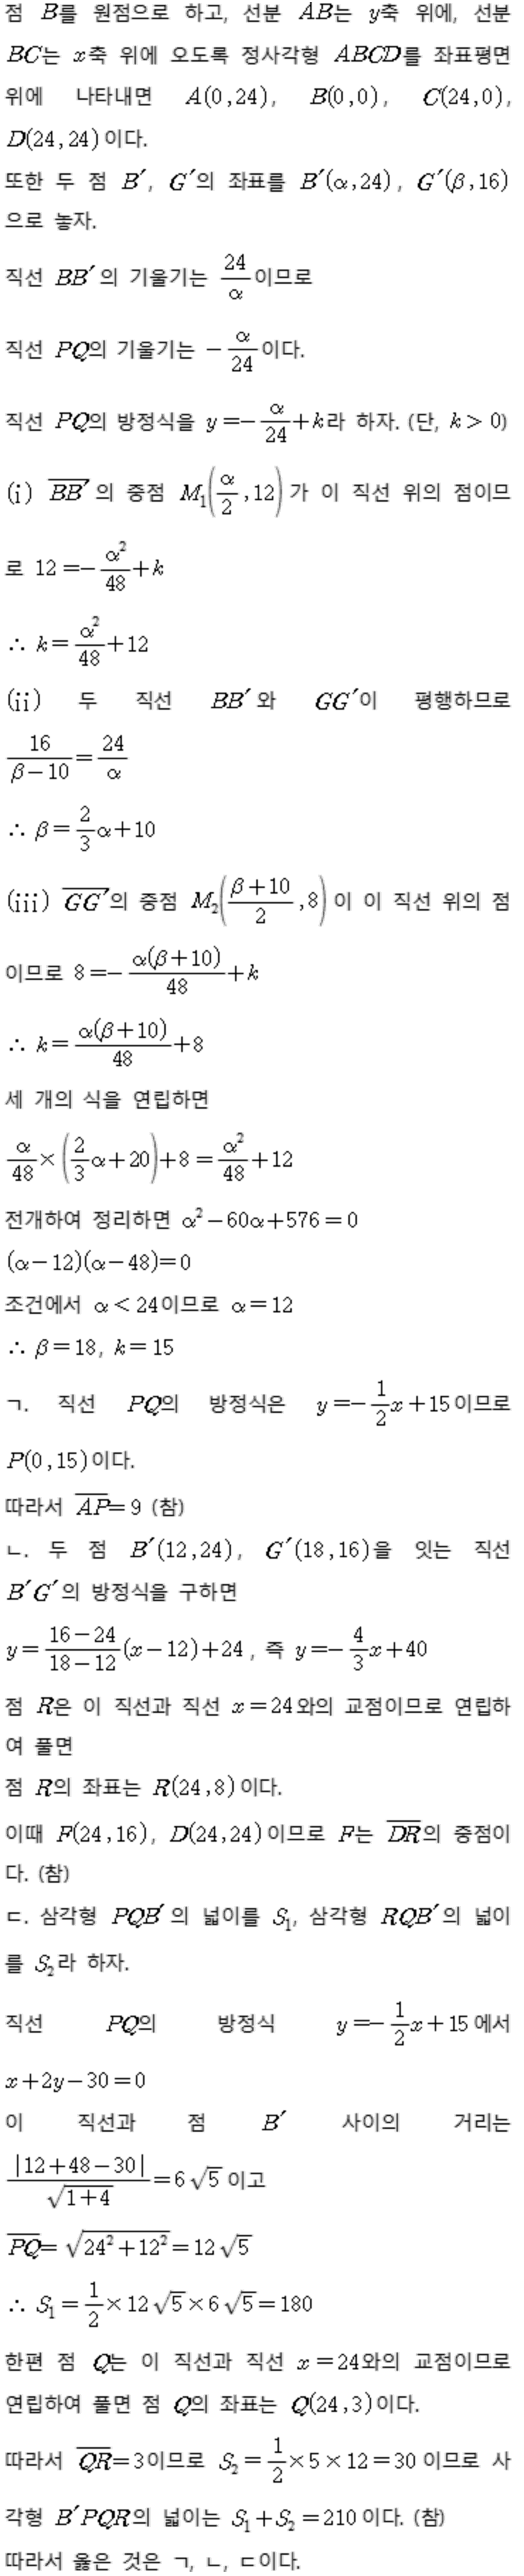 점 B를 원점으로 하고, 선분 AB는 y축 위에, 선분
BC는 x축 위에 오도록 정사각형 ABCD를 좌표평면
위에 나타내면 A(0,24), B(0,0), C(24,0),
D(24,24)이다.
또한 두 점 B′, G′의 좌표를 B′(α,24), G′(β,16)
으로 놓자.
직선 BB′의 기울기는 24/α이므로
직선 PQ의 기울기는 −α/24이다.
직선 PQ의 방정식을 y=−α/24+k라 하자. (단, k>0)
(i) BB′의 중점 M₁(α/2,12)가 이 직선 위의 점이므
로 12=−α²/48+k
∴ k=α²/48+12
(ii) 두 직선 BB′와 GG′이 평행하므로
16/(β−10)=24/α
∴ β=2/3α+10
(iii) GG′의 중점 M₂((β+10)/2,8)이 이 직선 위의 점
이므로 8=−α(β+10)/48+k
∴ k=α(β+10)/48+8
세 개의 식을 연립하면
α/48×(2/3α+20)+8=α²/48+12
전개하여 정리하면 α²−60α+576=0
(α−12)(α−48)=0
조건에서 α<24이므로 α=12
∴ β=18, k=15
ㄱ. 직선 PQ의 방정식은 y=−1/2x+15이므로
P(0,15)이다.
따라서 AP=9 (참)
ㄴ. 두 점 B′(12,24), G′(18,16)을 잇는 직선
B′G′의 방정식을 구하면
y=(16−24)/(18−12)(x−12)+24, 즉 y=−4/3x+40
점 R은 이 직선과 직선 x=24와의 교점이므로 연립하
여 풀면
점 R의 좌표는 R(24,8)이다.
이때 F(24,16), D(24,24)이므로 F는 DR의 중점이
다. (참)
ㄷ. 삼각형 PQB′의 넓이를 S₁, 삼각형 RQB′의 넓이
를 S₂라 하자.
직선 PQ의 방정식 y=−1/2x+15에서
x+2y−30=0
이 직선과 점 B′ 사이의 거리는
|12+48−30|/√(1+4)=6√5이고
PQ=√(24²+12²)=12√5
∴ S₁=1/2×12√5×6√5=180
한편 점 Q는 이 직선과 직선 x=24와의 교점이므로
연립하여 풀면 점 Q의 좌표는 Q(24,3)이다.
따라서 QR=3이므로 S₂=1/2×5×12=30이므로 사
각형 B′PQR의 넓이는 S₁+S₂=210이다. (참)
따라서 옳은 것은 ㄱ, ㄴ, ㄷ이다.